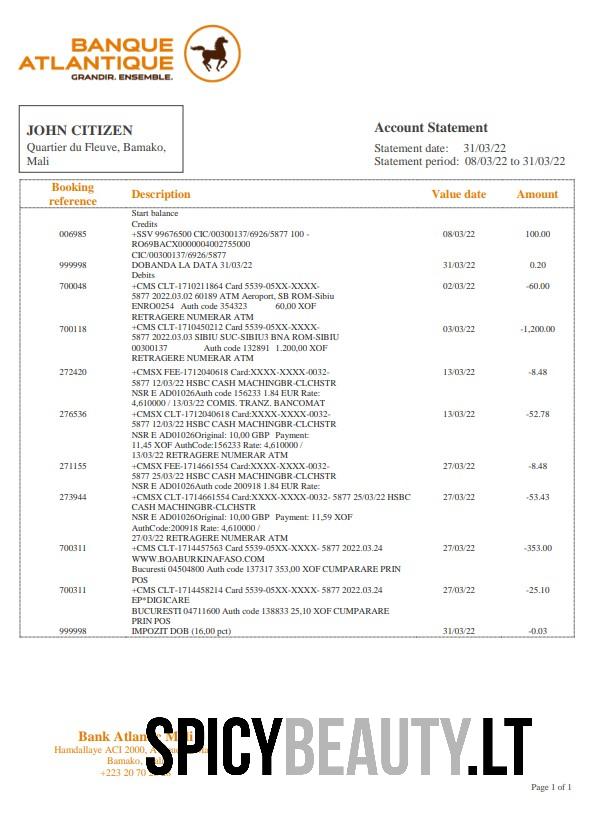 BANQUE
ATLANTIQUE
GRANDIR. ENSEMBLE.
JOHN CITIZEN
Quartier du Fleuve, Bamako,
Mali
Account Statement
Statement date: 31/03/22
Statement period: 08/03/22 to 31/03/22
Booking reference Description Value date Amount
Start balance
Credits
006985 +SSV 99676500 CIC/00300137/6926/5877 100 - 08/03/22 100.00
RO69BACX0000004002755000
CIC/00300137/6926/5877
999998 DOBANDA LA DATA 31/03/22 31/03/22 0.20
Debits
700048 +CMS CLT-1710211864 Card 5539-05XX-XXXX- 02/03/22 -60.00
5877 2022.03.02 60189 ATM Aeroport, SB ROM-Sibiu
ENRO0254 Auth code 354323 60,00 XOF
RETRAGERE NUMERAR ATM
700118 +CMS CLT-1710450212 Card 5539-05XX-XXXX- 03/03/22 -1,200.00
5877 2022.03.03 SIBIU SUC-SIBIU3 BNA ROM-SIBIU
00300137 Auth code 132891 1.200,00 XOF
RETRAGERE NUMERAR ATM
272420 +CMSX FEE-1712040618 Card:XXXX-XXXX-0032- 13/03/22 -8.48
5877 12/03/22 HSBC CASH MACHINGBR-CLCHSTR
NSR E AD01026Auth code 156233 1.84 EUR Rate:
4,610000 / 13/03/22 COMIS. TRANZ. BANCOMAT
276536 +CMSX CLT-1712040618 Card:XXXX-XXXX-0032- 13/03/22 -52.78
5877 12/03/22 HSBC CASH MACHINGBR-CLCHSTR
NSR E AD01026Original: 10,00 GBP Payment:
11,45 XOF AuthCode:156233 Rate: 4,610000 /
13/03/22 RETRAGERE NUMERAR ATM
271155 +CMSX FEE-1714661554 Card:XXXX-XXXX-0032- 27/03/22 -8.48
5877 25/03/22 HSBC CASH MACHINGBR-CLCHSTR
NSR E AD01026Auth code 200918 1.84 EUR Rate:
273944 +CMSX CLT-1714661554 Card:XXXX-XXXX-0032- 5877 25/03/22 HSBC 27/03/22 -53.43
CASH MACHINGBR-CLCHSTR
NSR E AD01026Original: 10,00 GBP Payment: 11,59 XOF
AuthCode:200918 Rate: 4,610000 /
27/03/22 RETRAGERE NUMERAR ATM
700311 +CMS CLT-1714457563 Card 5539-05XX-XXXX- 5877 2022.03.24 27/03/22 -353.00
WWW.BOABURKINAFASO.COM
Bucuresti 04504800 Auth code 137317 353,00 XOF CUMPARARE PRIN
POS
700311 +CMS CLT-1714458214 Card 5539-05XX-XXXX- 5877 2022.03.24 27/03/22 -25.10
EP*DIGICARE
BUCURESTI 04711600 Auth code 138833 25,10 XOF CUMPARARE
PRIN POS
999998 IMPOZIT DOB (16,00 pct) 31/03/22 -0.03
Bank
Hamdallaye ACI 2000,
Bamako,
+223 20 70
SPICYBEAUTY.LT
Page 1 of 1